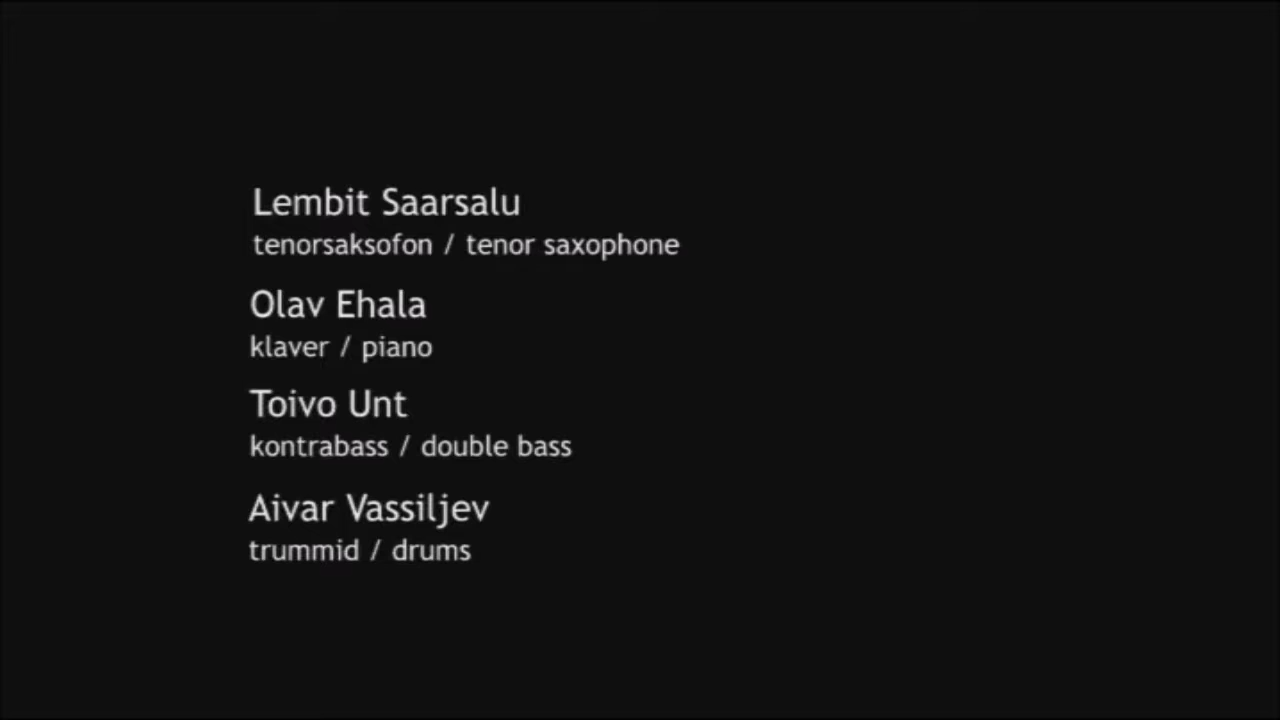 Lembit Saarsalu
tenorsaksofon / tenor saxophone
Olav Ehala
klaver / piano
Toivo Unt
kontrabass / double bass
Aivar Vassiljev
trummid / drums